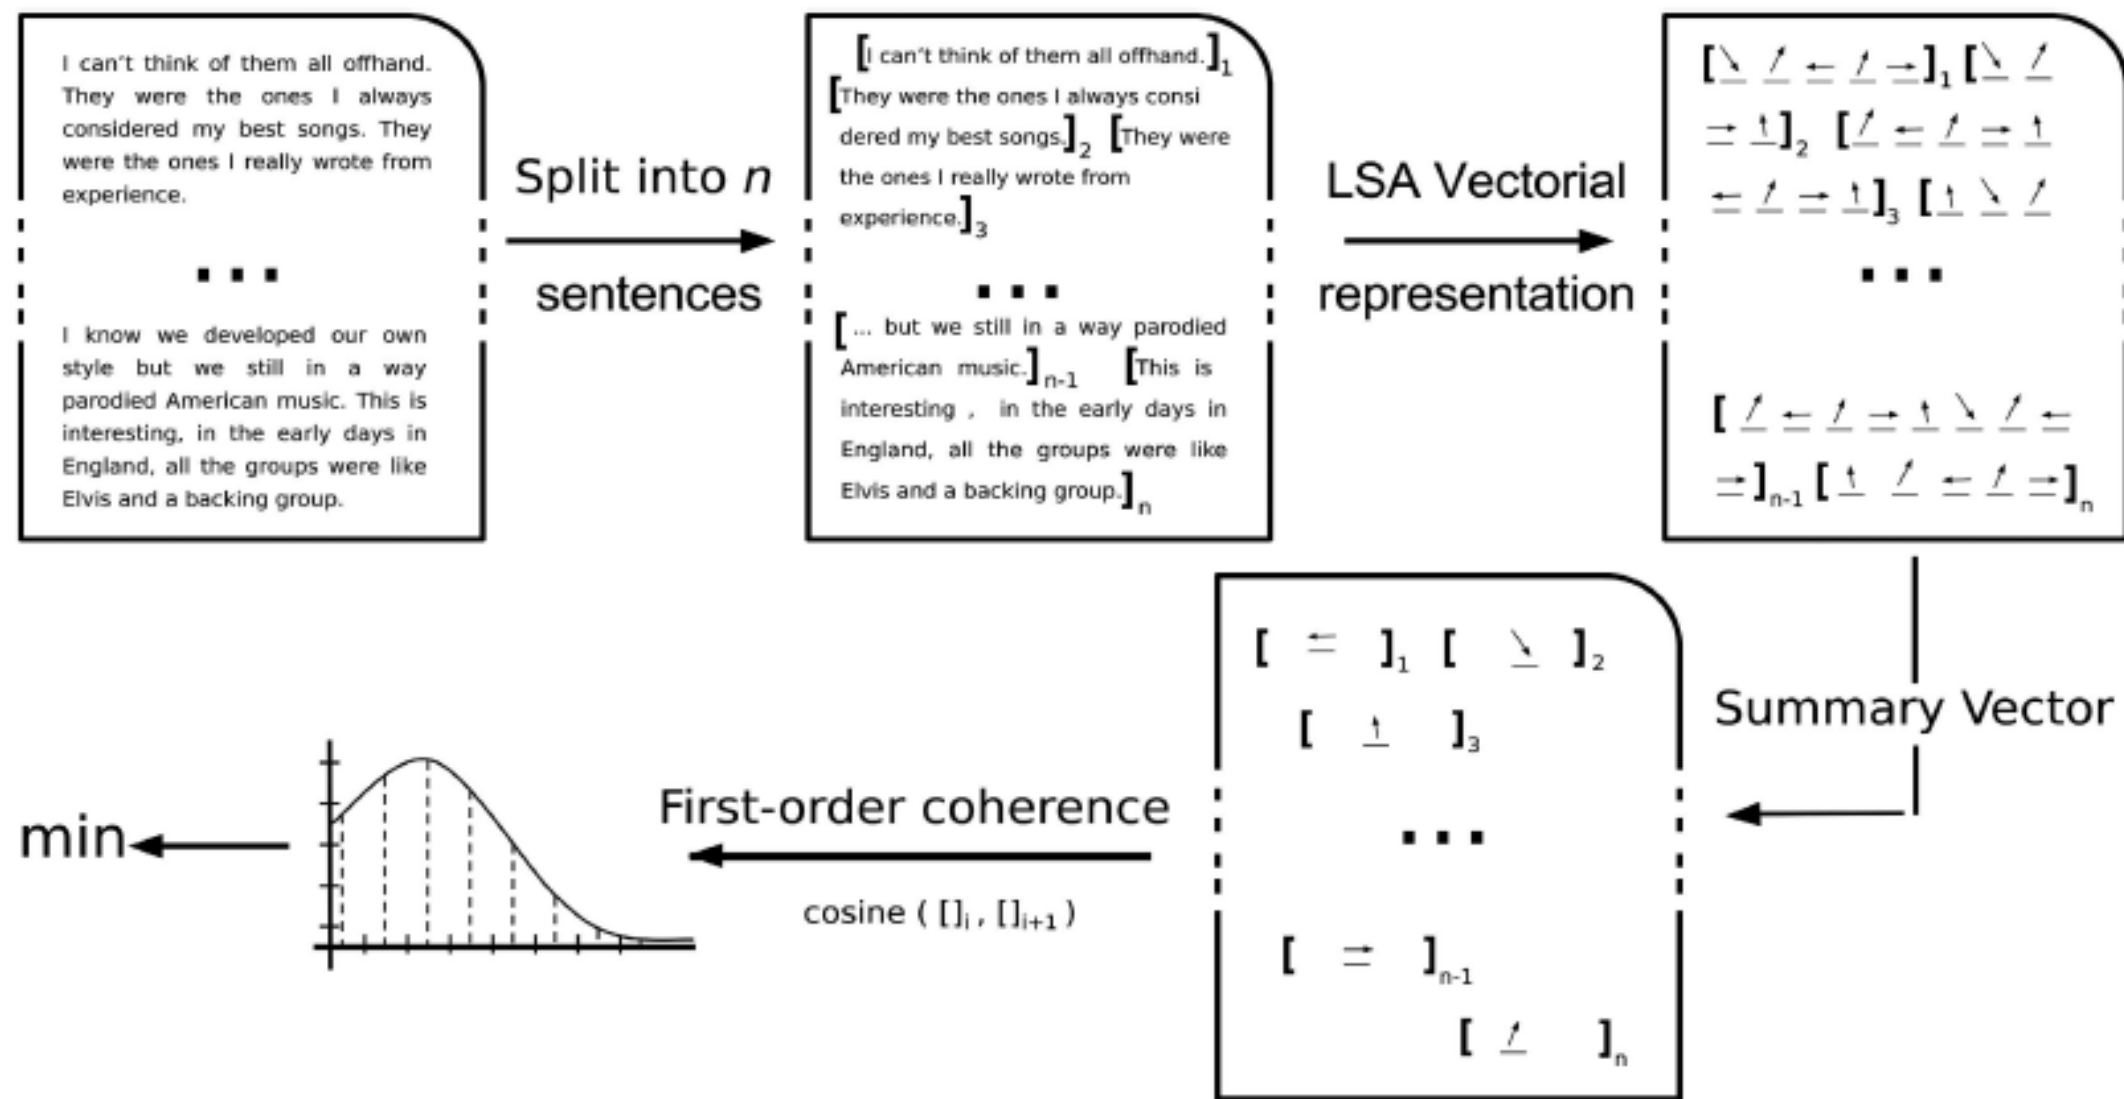 I can't think of them all offhand.
They were the ones I always
considered my best songs. They
were the ones I really wrote from
experience.
...
I know we developed our own
style but we still in a way
parodied American music. This is
interesting, in the early days in
England, all the groups were like
Elvis and a backing group.
Split into n
sentences
[I can't think of them all offhand.]1
[They were the ones I always consi
dered my best songs.]2 [They were
the ones I really wrote from
experience.]3
...
[... but we still in a way parodied
American music.]n-1 [This is
interesting , in the early days in
England, all the groups were like
Elvis and a backing group.]n
LSA Vectorial
representation
[↘ ↗ ← ↗ →]1 [↘ ↗
→ ↑]2 [↗ ← ↗ → ↑
← ↗ → ↑]3 [↑ ↘ ↗
...
[↗ ← ↗ → ↑ ↘ ↗ ←
→]n-1 [↑ ↗ ← ↗ →]n
Summary Vector
[ ← ]1 [ ↘ ]2
[ ↑ ]3
...
[ → ]n-1
[ ↗ ]n
First-order coherence
cosine ( []i , []i+1 )
min